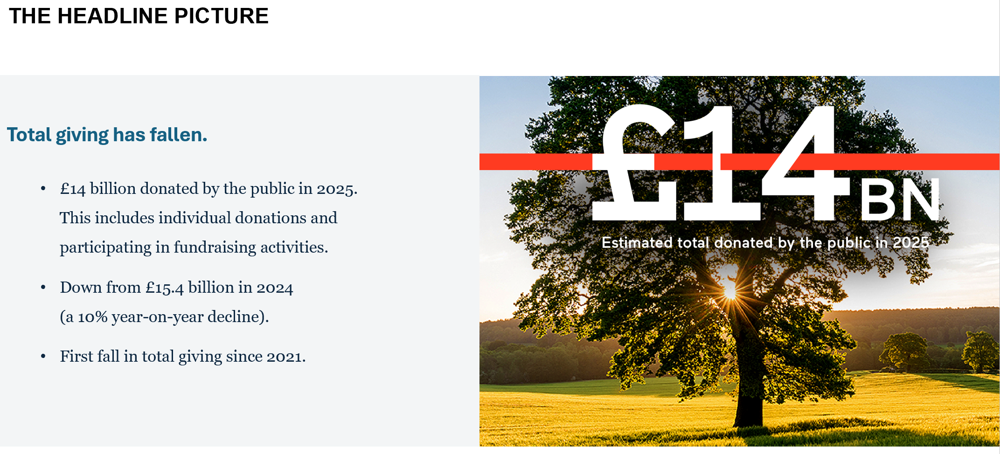 THE HEADLINE PICTURE
Total giving has fallen.
• £14 billion donated by the public in 2025.
This includes individual donations and
participating in fundraising activities.
• Down from £15.4 billion in 2024
(a 10% year-on-year decline).
• First fall in total giving since 2021.
£14BN
Estimated total donated by the public in 2025